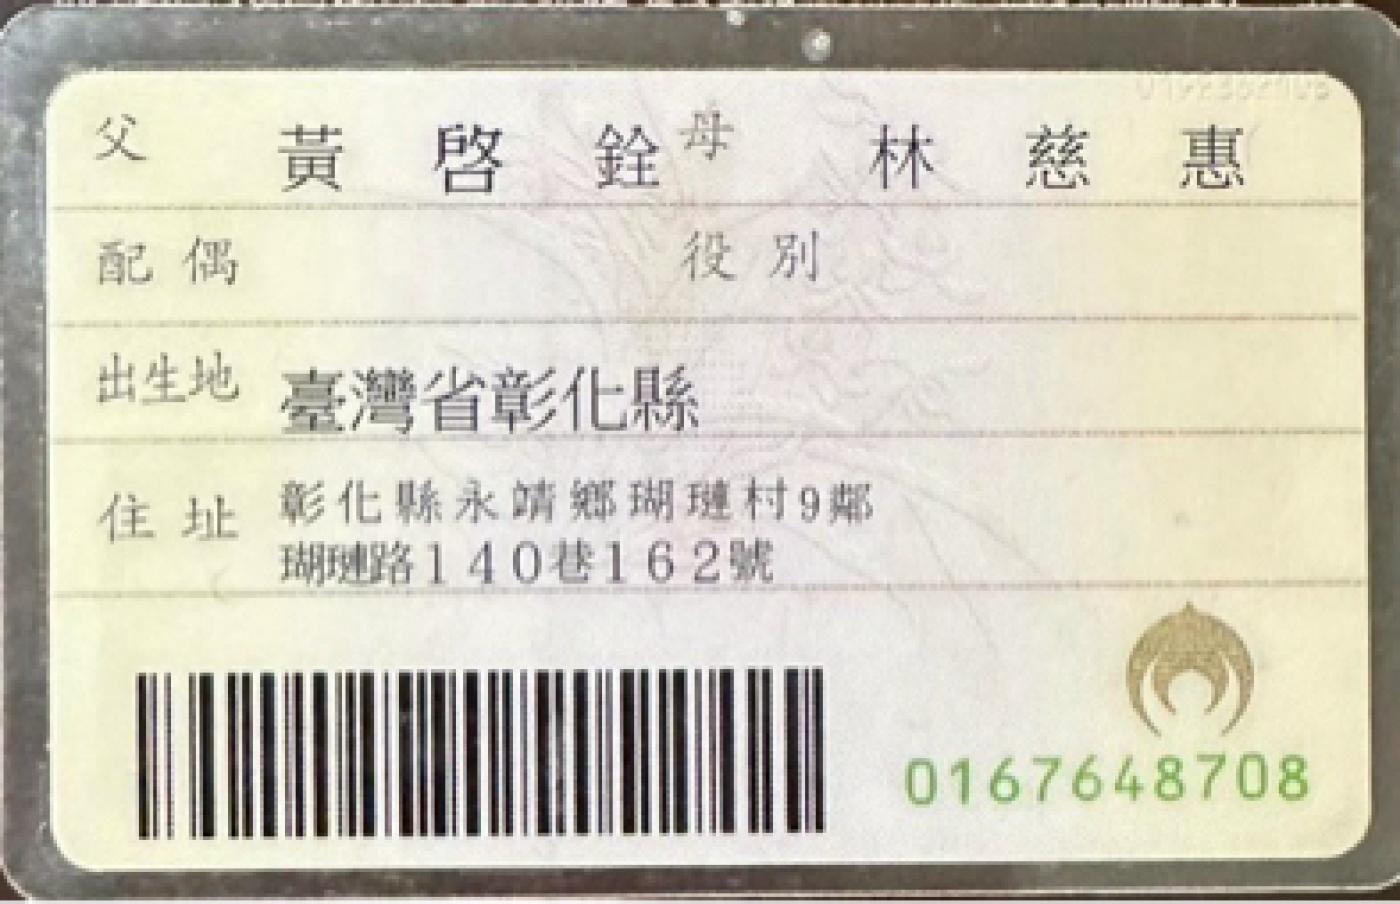 父 黃啓銓 母 林慈惠
配偶 役別
出生地 臺灣省彰化縣
住址 彰化縣永靖鄉瑚璉村9鄰
瑚璉路140巷162號
0167648708